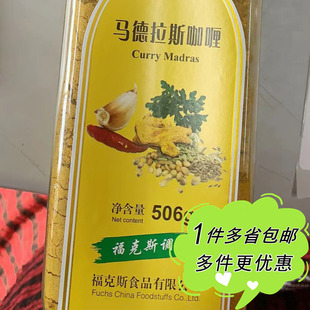 马德拉斯咖喱
Curry Madras
净含量 506g
Net content
福克斯调
福克斯食品有限
Fuchs China Foodstuffs Co.,Ltd.
1件多省包邮
多件更优惠